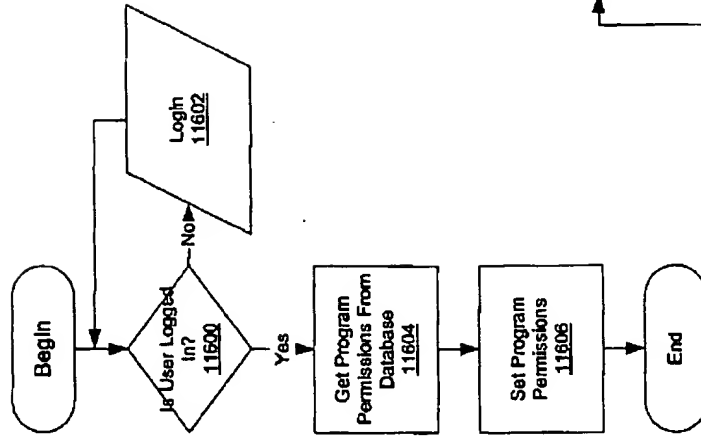 Begin
Is User Logged
In?
11600
No
Login
11602
Yes
Get Program
Permissions From
Database
11604
Set Program
Permissions
11606
End